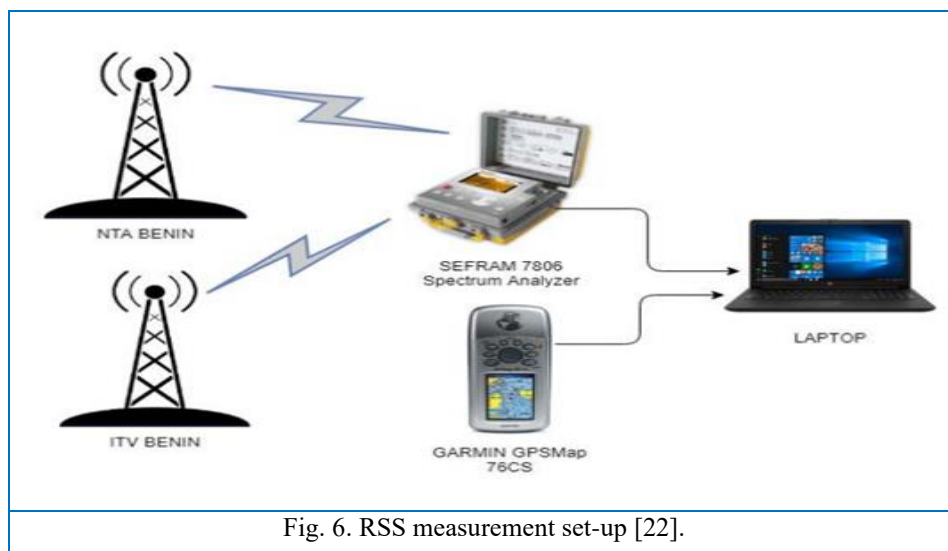 NTA BENIN
SEFRAM 7806
Spectrum Analyzer
LAPTOP
ITV BENIN
GARMIN GPSMap
76CS
Fig. 6. RSS measurement set-up [22].